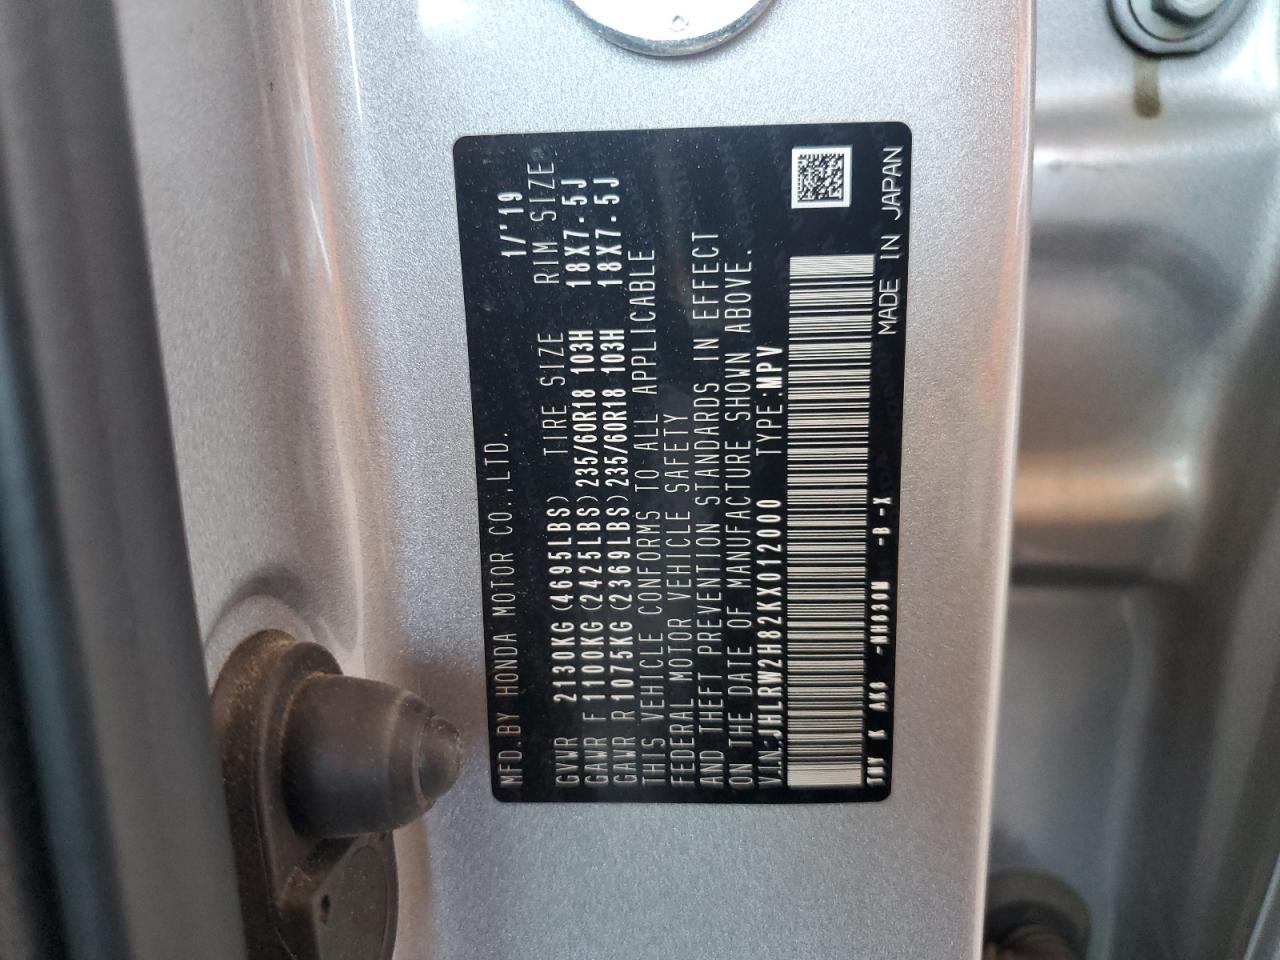 MFD. BY HONDA MOTOR CO., LTD. 1/'19
GVWR 2130KG(4695LBS) TIRE SIZE RIM SIZE
GAWR F 1100KG(2425LBS)235/60R18 103H 18X7.5J
GAWR R 1075KG(2369LBS)235/60R18 103H 18X7.5J
THIS VEHICLE CONFORMS TO ALL APPLICABLE
FEDERAL MOTOR VEHICLE SAFETY
AND THEFT PREVENTION STANDARDS IN EFFECT
ON THE DATE OF MANUFACTURE SHOWN ABOVE.
V.I.N.:JHLRW2H82KX012000 TYPE:MPV
-NH830M -B -X
MADE IN JAPAN